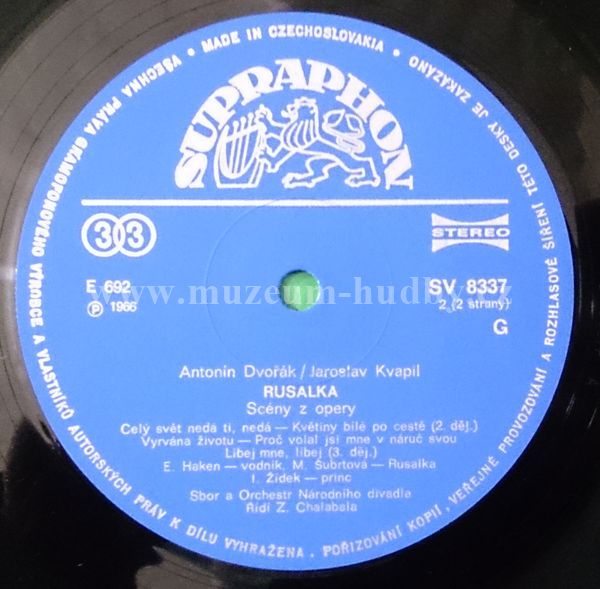 VŠECHNA PRÁVA GRAMOFONOVÉHO VÝROBCE A VLASTNÍKŮ AUTORSKÝCH PRÁV K DÍLU VYHRAŽENA . POŘIZOVÁNÍ KOPIÍ, VEŘEJNÉ PROVOZOVÁNÍ A ROZHLASOVÉ ŠÍŘENÍ TÉTO DESKY JE ZAKÁZÁNO • MADE IN CZECHOSLOVAKIA •
SUPRAPHON
33
STEREO
E 692
SV 8337
℗ 1966
2 (2 strany)
G
www.muzeum-hudby.cz
Antonín Dvořák/Jaroslav Kvapil
RUSALKA
Scény z opery
Celý svět nedá ti, nedá — Květiny bílé po cestě (2. děj.)
Vyrvána životu — Proč volal jsi mne v náruč svou
Líbej mne, líbej (3. děj.)
E. Haken — vodník, M. Šubrtová — Rusalka
I. Žídek — princ
Sbor a Orchestr Národního divadla
Řídí Z. Chalabala